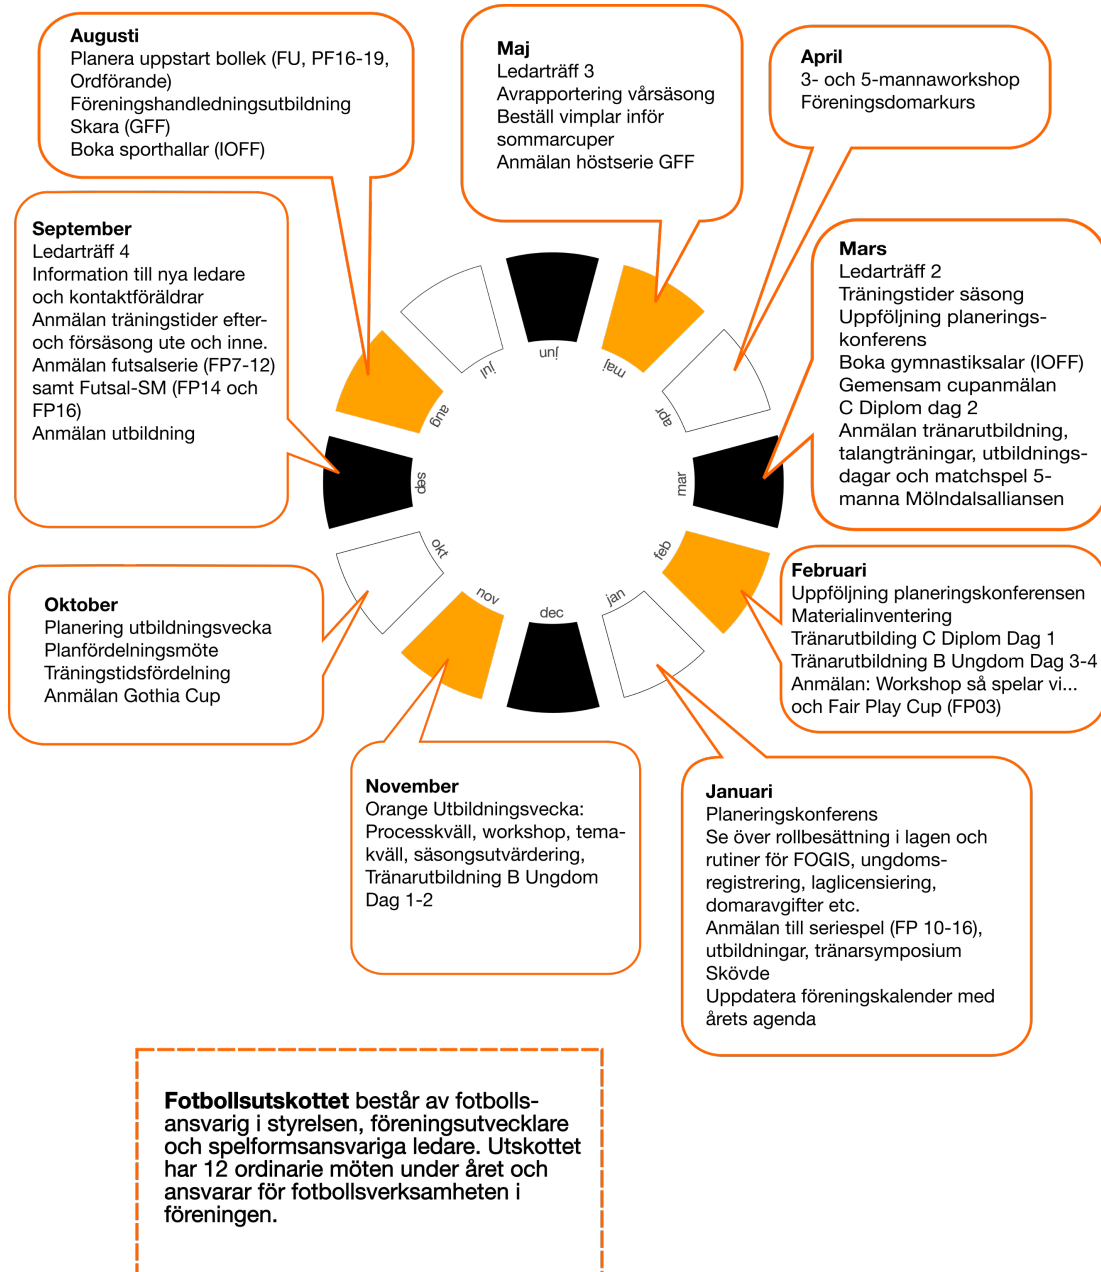 Augusti
Planera uppstart bollek (FU, PF16-19,
Ordförande)
Föreningshandledningsutbildning
Skara (GFF)
Boka sporthallar (IOFF)
Maj
Ledarträff 3
Avrapportering vårsäsong
Beställ vimplar inför
sommarcuper
Anmälan höstserie GFF
April
3- och 5-mannaworkshop
Föreningsdomarkurs
September
Ledarträff 4
Information till nya ledare
och kontaktföräldrar
Anmälan träningstider efter-
och försäsong ute och inne.
Anmälan futsalserie (FP7-12)
samt Futsal-SM (FP14 och
FP16)
Anmälan utbildning
Mars
Ledarträff 2
Träningstider säsong
Uppföljning planerings-
konferens
Boka gymnastiksalar (IOFF)
Gemensam cupanmälan
C Diplom dag 2
Anmälan tränarutbildning,
talangträningar, utbildnings-
dagar och matchspel 5-
manna Mölndalsalliansen
jul
jun
maj
aug
apr
sep
mar
okt
feb
nov
dec
jan
Oktober
Planering utbildningsvecka
Planfördelningsmöte
Träningstidsfördelning
Anmälan Gothia Cup
Februari
Uppföljning planeringskonferensen
Materialinventering
Tränarutbilding C Diplom Dag 1
Tränarutbildning B Ungdom Dag 3-4
Anmälan: Workshop så spelar vi...
och Fair Play Cup (FP03)
November
Orange Utbildningsvecka:
Processkväll, workshop, tema-
kväll, säsongsutvärdering,
Tränarutbildning B Ungdom
Dag 1-2
Januari
Planeringskonferens
Se över rollbesättning i lagen och
rutiner för FOGIS, ungdoms-
registrering, laglicensiering,
domaravgifter etc.
Anmälan till seriespel (FP 10-16),
utbildningar, tränarsymposium
Skövde
Uppdatera föreningskalender med
årets agenda
Fotbollsutskottet består av fotbolls-
ansvarig i styrelsen, föreningsutvecklare
och spelformsansvariga ledare. Utskottet
har 12 ordinarie möten under året och
ansvarar för fotbollsverksamheten i
föreningen.